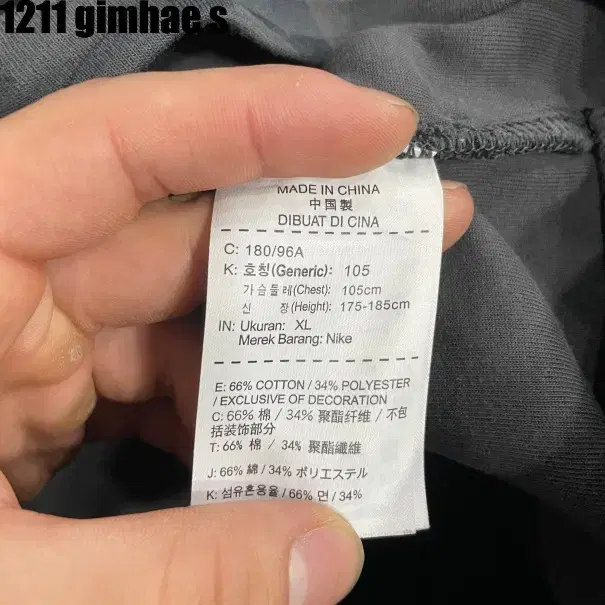 1211 gimhae s
MADE IN CHINA
中国製
DIBUAT DI CINA
C: 180/96A
K: 호칭(Generic): 105
가슴둘레(Chest): 105cm
신 장(Height): 175-185cm
IN: Ukuran: XL
Merek Barang: Nike
E: 66% COTTON / 34% POLYESTER
/ EXCLUSIVE OF DECORATION
C: 66% 棉 / 34% 聚酯纤维 / 不包
括装饰部分
T: 66% 棉 / 34% 聚酯纖維
J: 66% 綿 / 34% ポリエステル
K: 섬유혼용율 / 66% 면 / 34%